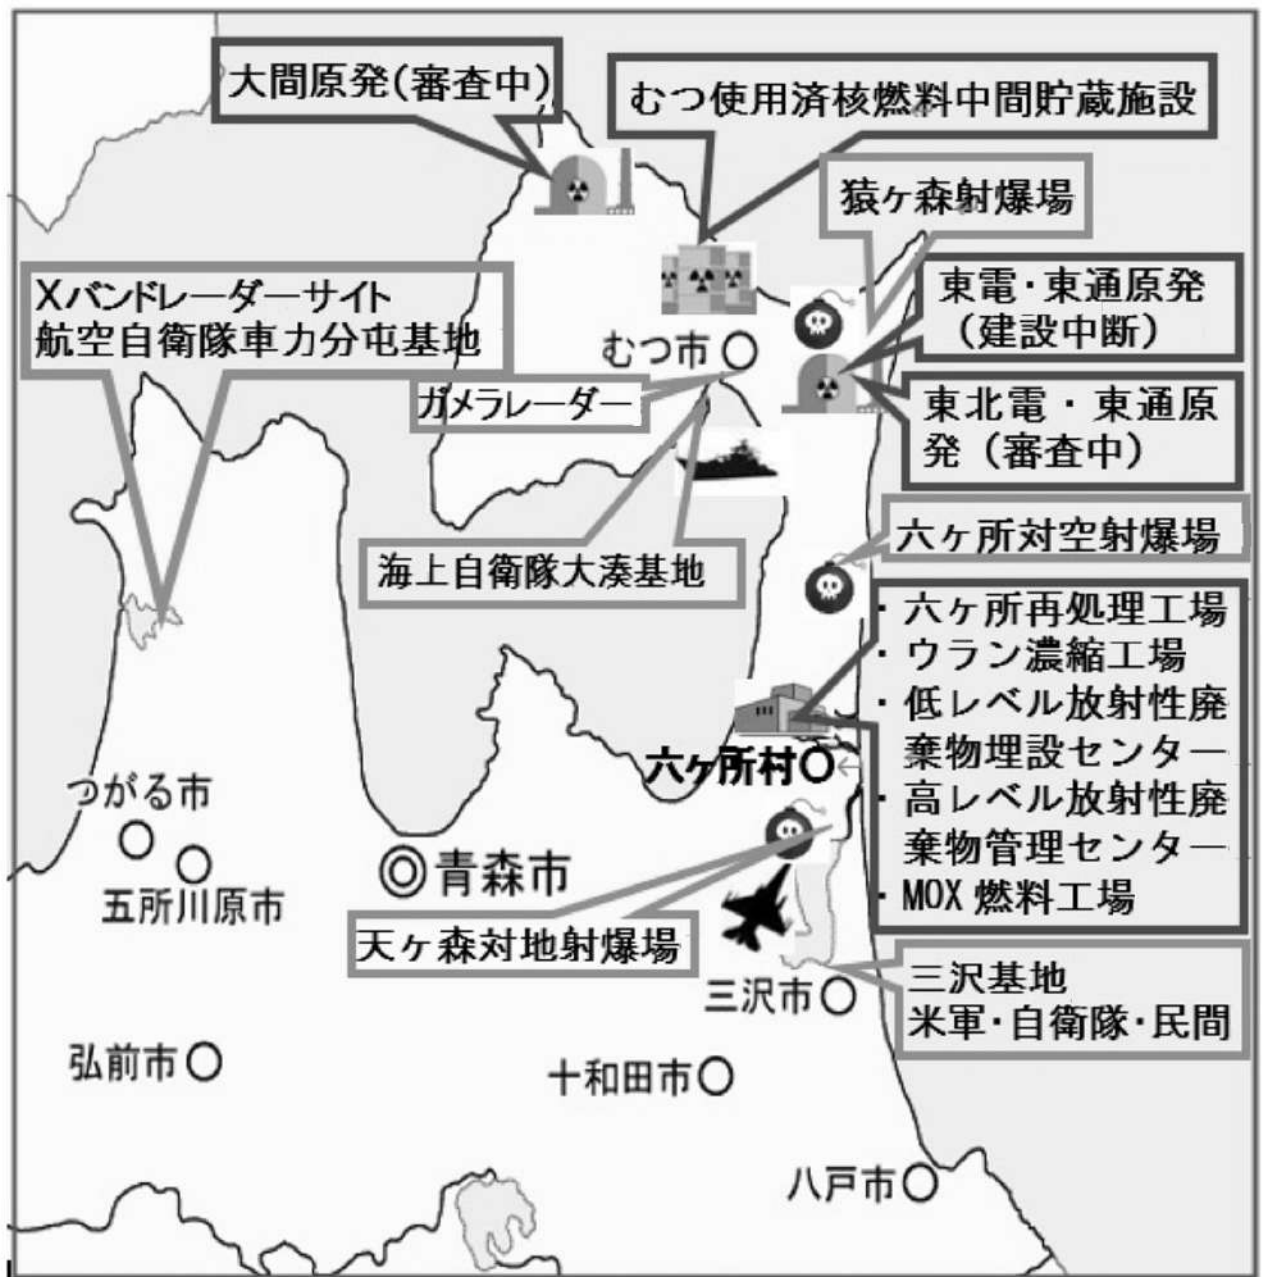 大間原発(審査中)
むつ使用済核燃料中間貯蔵施設
猿ヶ森射爆場
東電・東通原発
(建設中断)
Xバンドレーダーサイト
航空自衛隊車力分屯基地
むつ市
ガメラレーダー
東北電・東通原
発(審査中)
六ヶ所対空射爆場
海上自衛隊大湊基地
・六ヶ所再処理工場
・ウラン濃縮工場
・低レベル放射性廃
棄物埋設センター
・高レベル放射性廃
棄物管理センター
・MOX 燃料工場
六ヶ所村
つがる市
五所川原市
青森市
天ヶ森対地射爆場
三沢基地
米軍・自衛隊・民間
三沢市
弘前市
十和田市
八戸市